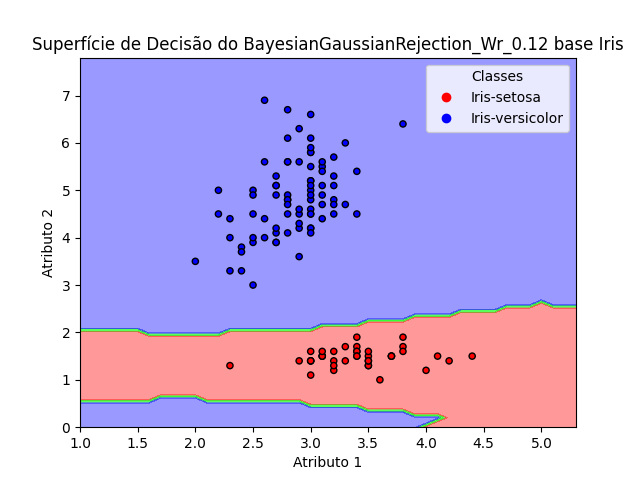 Superfície de Decisão do BayesianGaussianRejection_Wr_0.12 base Iris
Classes
Iris-setosa
Iris-versicolor
Atributo 2
7
6
5
4
3
2
1
0
1.0 1.5 2.0 2.5 3.0 3.5 4.0 4.5 5.0
Atributo 1